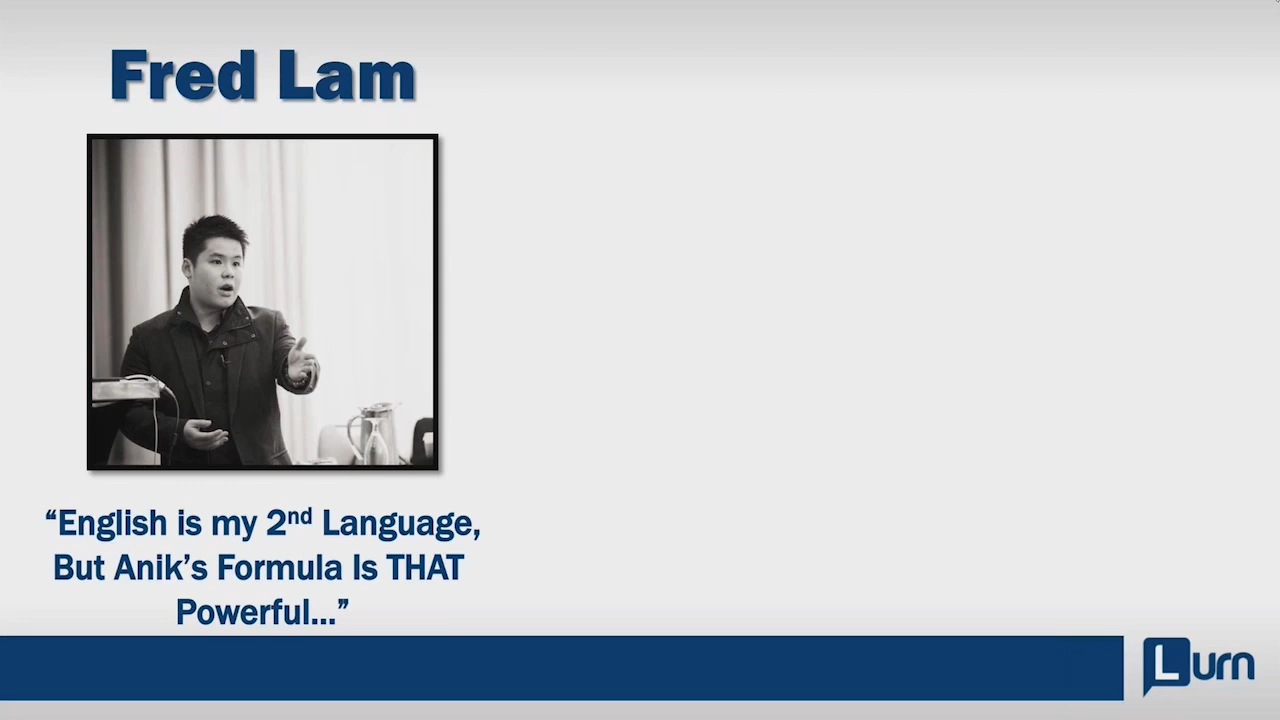 Fred Lam
“English is my 2nd Language,
But Anik’s Formula Is THAT
Powerful...”
Lurn